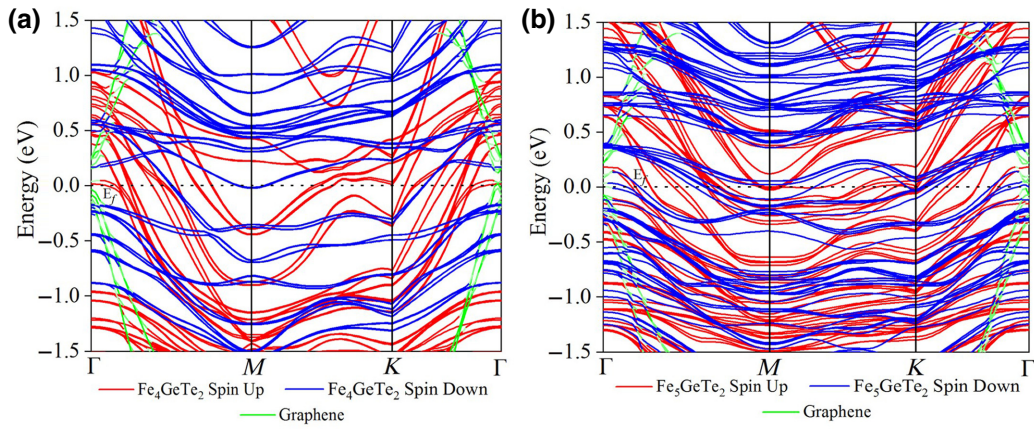 (a)
1.5
1.0
0.5
0.0
−0.5
−1.0
−1.5
Energy (eV)
E_f
Γ M K Γ
Fe₄GeTe₂ Spin Up Fe₄GeTe₂ Spin Down
Graphene
(b)
1.5
1.0
0.5
0.0
−0.5
−1.0
−1.5
Energy (eV)
E_f
Γ M K Γ
Fe₅GeTe₂ Spin Up Fe₅GeTe₂ Spin Down
Graphene